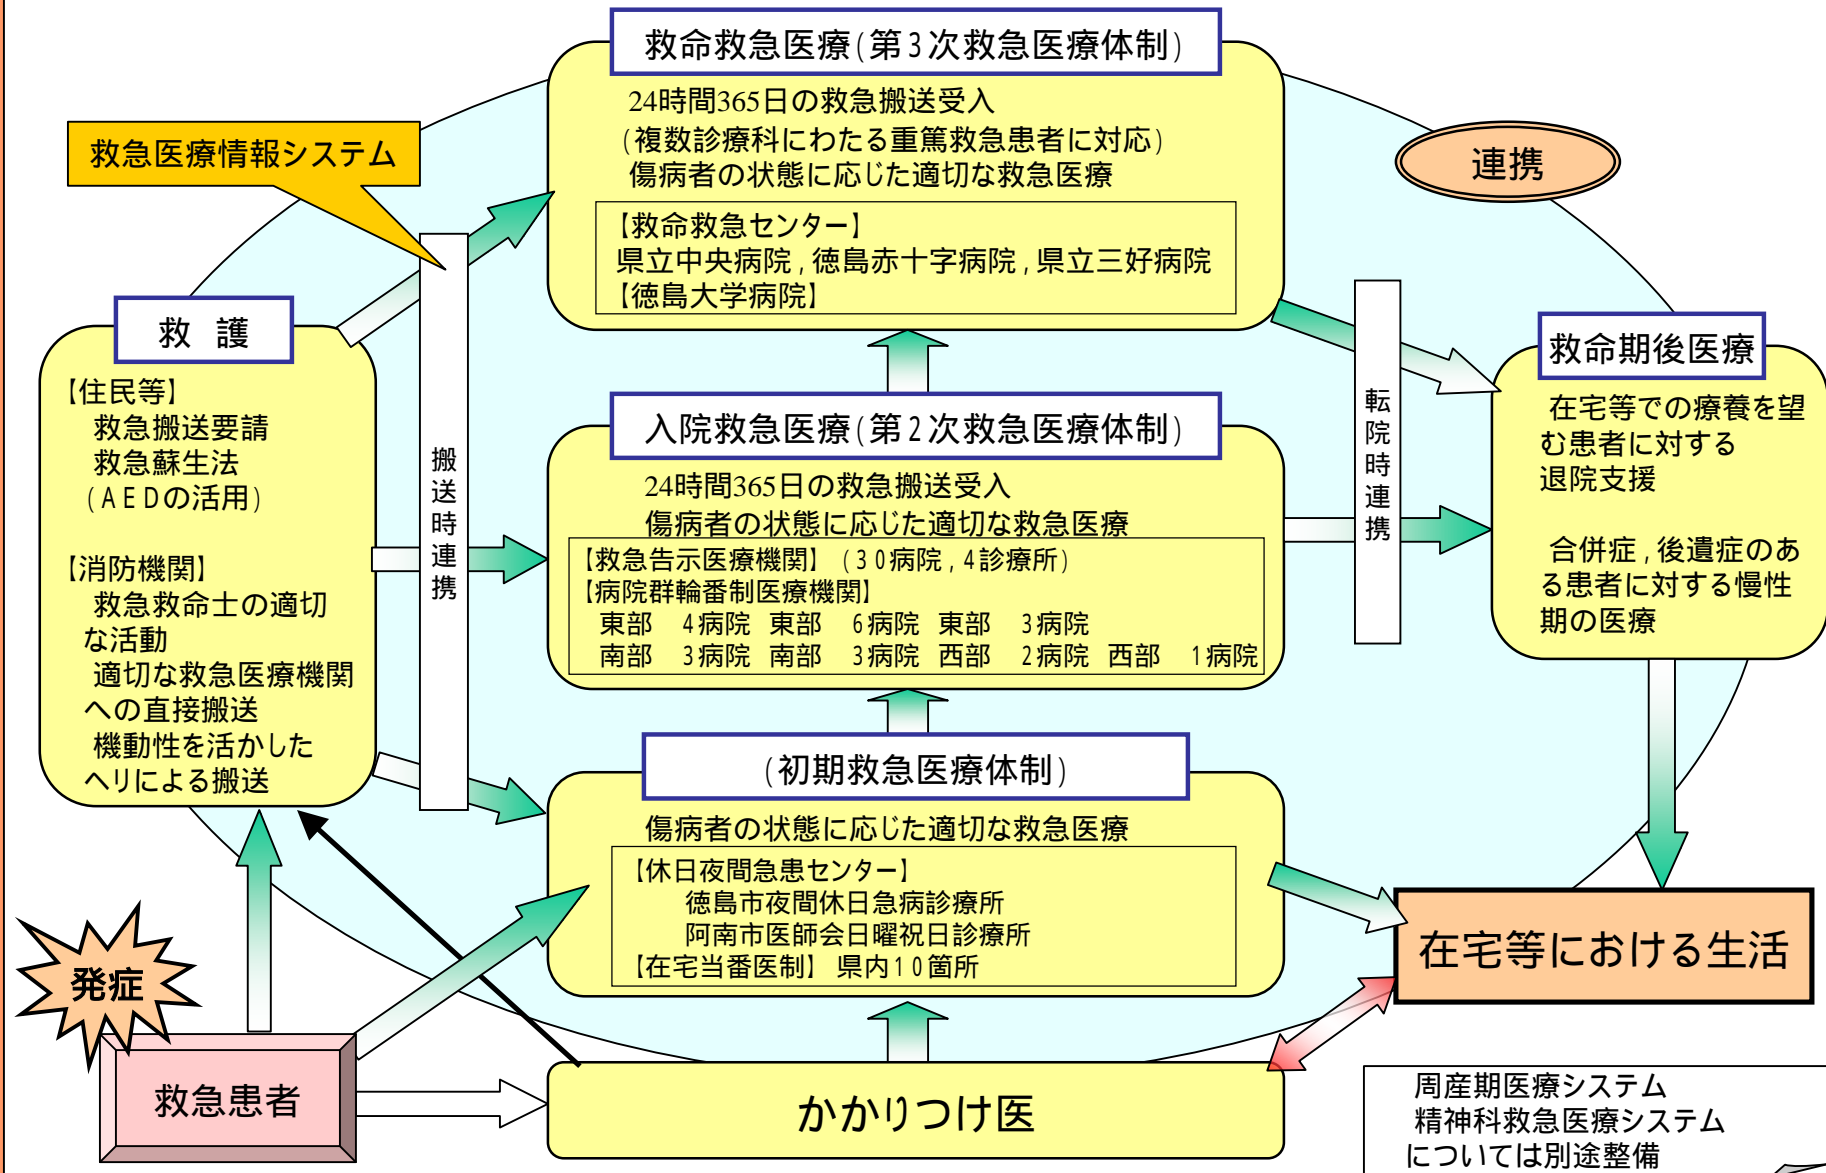 救命救急医療(第3次救急医療体制)
24時間365日の救急搬送受入
(複数診療科にわたる重篤救急患者に対応)
傷病者の状態に応じた適切な救急医療
【救命救急センター】
県立中央病院,徳島赤十字病院,県立三好病院
【徳島大学病院】
救急医療情報システム
連携
救 護
【住民等】
救急搬送要請
救急蘇生法
(AEDの活用)
【消防機関】
救急救命士の適切
な活動
適切な救急医療機関
への直接搬送
機動性を活かした
ヘリによる搬送
搬送時連携
入院救急医療(第2次救急医療体制)
24時間365日の救急搬送受入
傷病者の状態に応じた適切な救急医療
【救急告示医療機関】(30病院,4診療所)
【病院群輪番制医療機関】
東部 4病院 東部 6病院 東部 3病院
南部 3病院 南部 3病院 西部 2病院 西部 1病院
転院時連携
救命期後医療
在宅等での療養を望
む患者に対する
退院支援
合併症,後遺症のあ
る患者に対する慢性
期の医療
(初期救急医療体制)
傷病者の状態に応じた適切な救急医療
【休日夜間急患センター】
徳島市夜間休日急病診療所
阿南市医師会日曜祝日診療所
【在宅当番医制】 県内10箇所
在宅等における生活
発症
救急患者
かかりつけ医
周産期医療システム
精神科救急医療システム
については別途整備